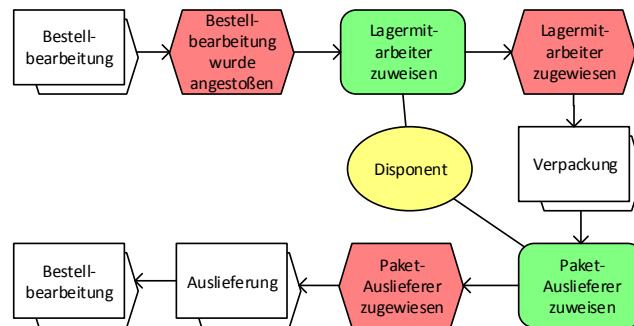 Bestell-
bearbeitung
Bestell-
bearbeitung
wurde
angestoßen
Lagermit-
arbeiter
zuweisen
Lagermit-
arbeiter
zugewiesen
Disponent
Verpackung
Bestell-
bearbeitung
Auslieferung
Paket-
Auslieferer
zugewiesen
Paket-
Auslieferer
zuweisen